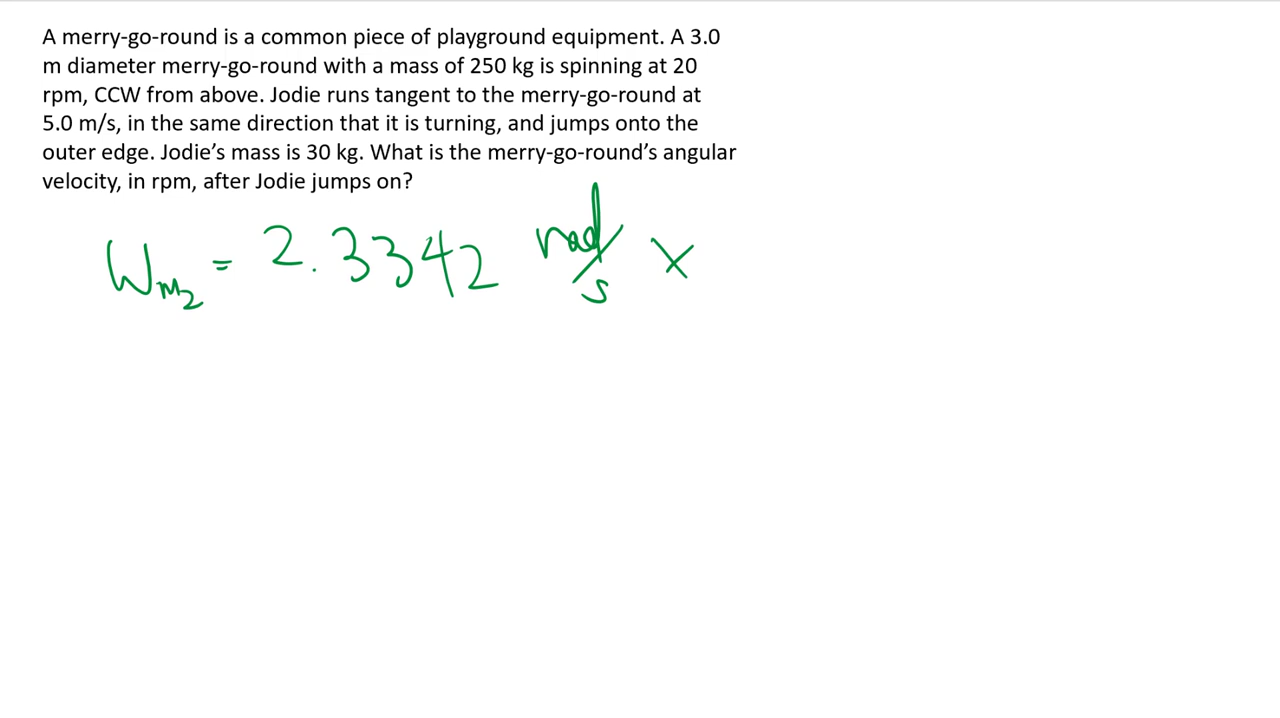 A merry-go-round is a common piece of playground equipment. A 3.0
m diameter merry-go-round with a mass of 250 kg is spinning at 20
rpm, CCW from above. Jodie runs tangent to the merry-go-round at
5.0 m/s, in the same direction that it is turning, and jumps onto the
outer edge. Jodie’s mass is 30 kg. What is the merry-go-round’s angular
velocity, in rpm, after Jodie jumps on?
W_M2 = 2.3342 rad/s ×